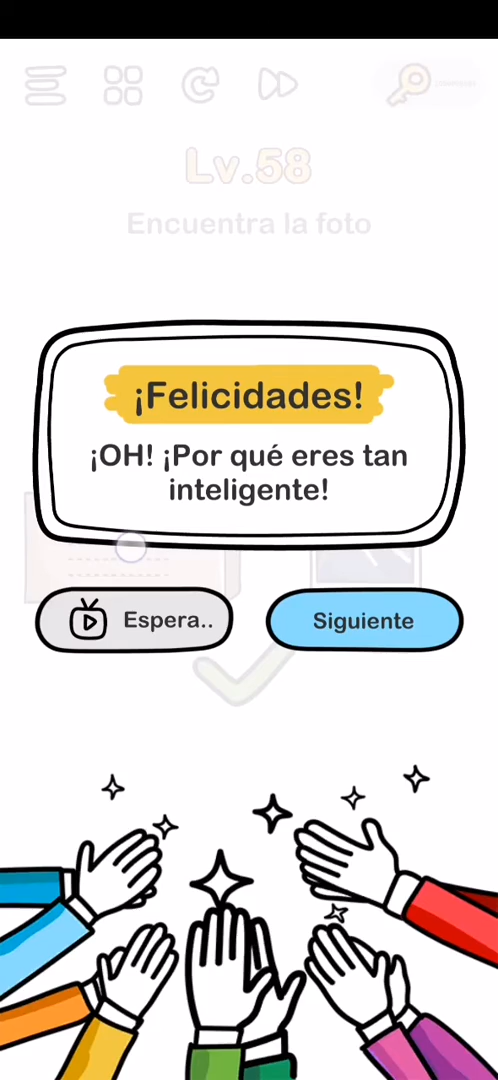 Lv.58
Encuentra la foto
¡Felicidades!
¡OH! ¡Por qué eres tan
inteligente!
Espera..
Siguiente